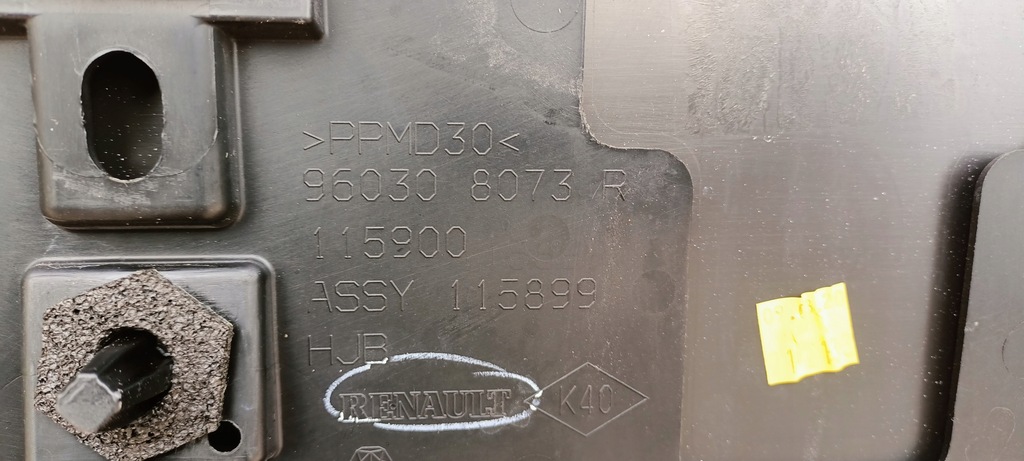 >PPMD30<
96030 8073 R
115900
ASSY 115899
HJB
RENAULT K40